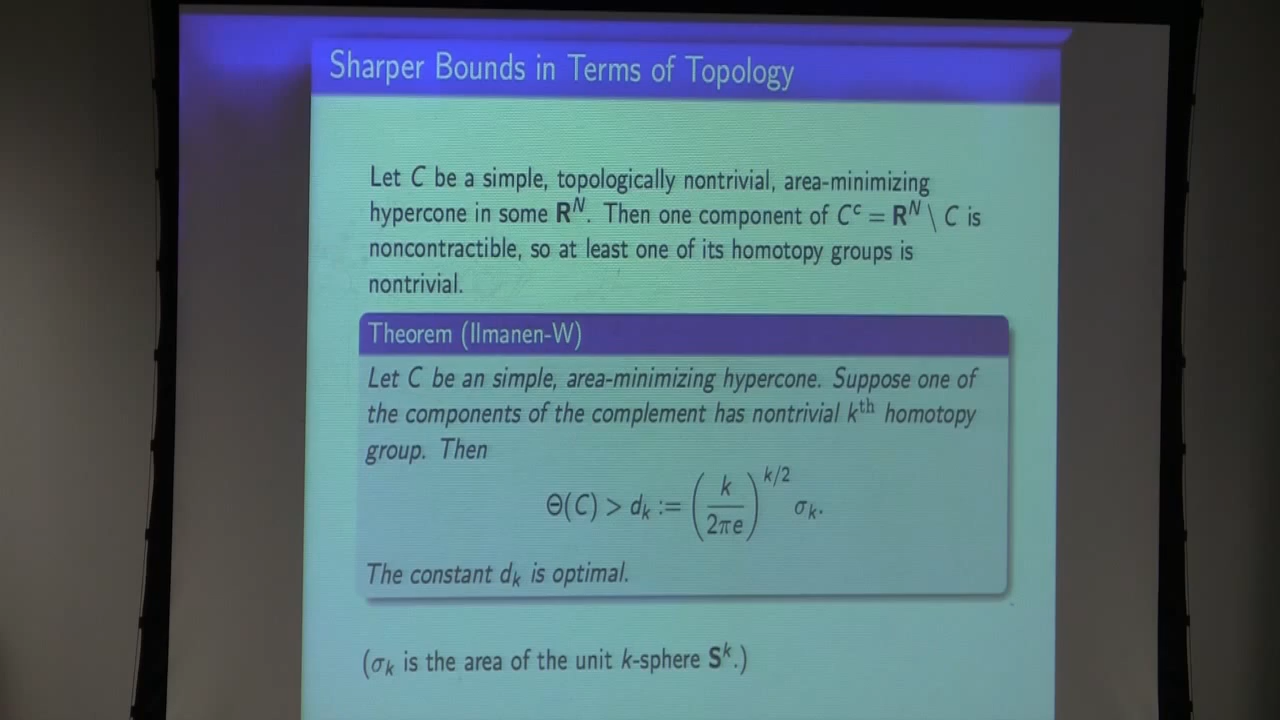 Sharper Bounds in Terms of Topology
Let C be a simple, topologically nontrivial, area-minimizing
hypercone in some R^N. Then one component of C^c = R^N \ C is
noncontractible, so at least one of its homotopy groups is
nontrivial.
Theorem (Ilmanen-W)
Let C be an simple, area-minimizing hypercone. Suppose one of
the components of the complement has nontrivial k^th homotopy
group. Then
Θ(C) > d_k := (k/2πe)^{k/2} σ_k.
The constant d_k is optimal.
(σ_k is the area of the unit k-sphere S^k.)